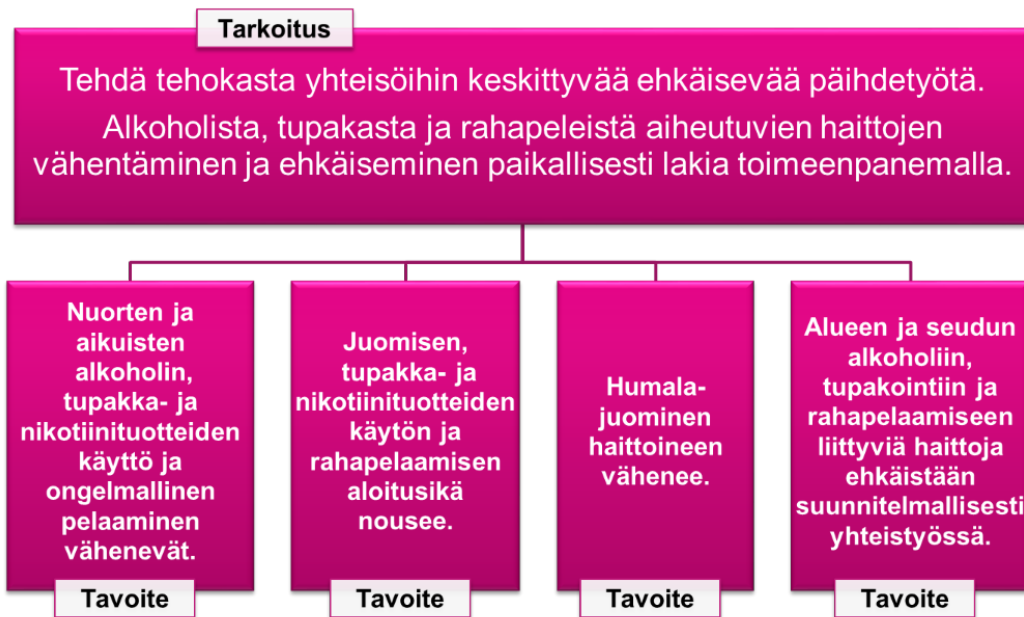 Tarkoitus
Tehdä tehokasta yhteisöihin keskittyvää ehkäisevää päihdetyötä.
Alkoholista, tupakasta ja rahapeleistä aiheutuvien haittojen
vähentäminen ja ehkäiseminen paikallisesti lakia toimeenpanemalla.
Nuorten ja
aikuisten
alkoholin,
tupakka- ja
nikotiinituotteiden
käyttö ja
ongelmallinen
pelaaminen
vähenevät.
Tavoite
Juomisen,
tupakka- ja
nikotiinituotteiden
käytön ja
rahapelaamisen
aloitusikä
nousee.
Tavoite
Humala-
juominen
haittoineen
vähenee.
Tavoite
Alueen ja seudun
alkoholiin,
tupakointiin ja
rahapelaamiseen
liittyviä haittoja
ehkäistään
suunnitelmallisesti
yhteistyössä.
Tavoite